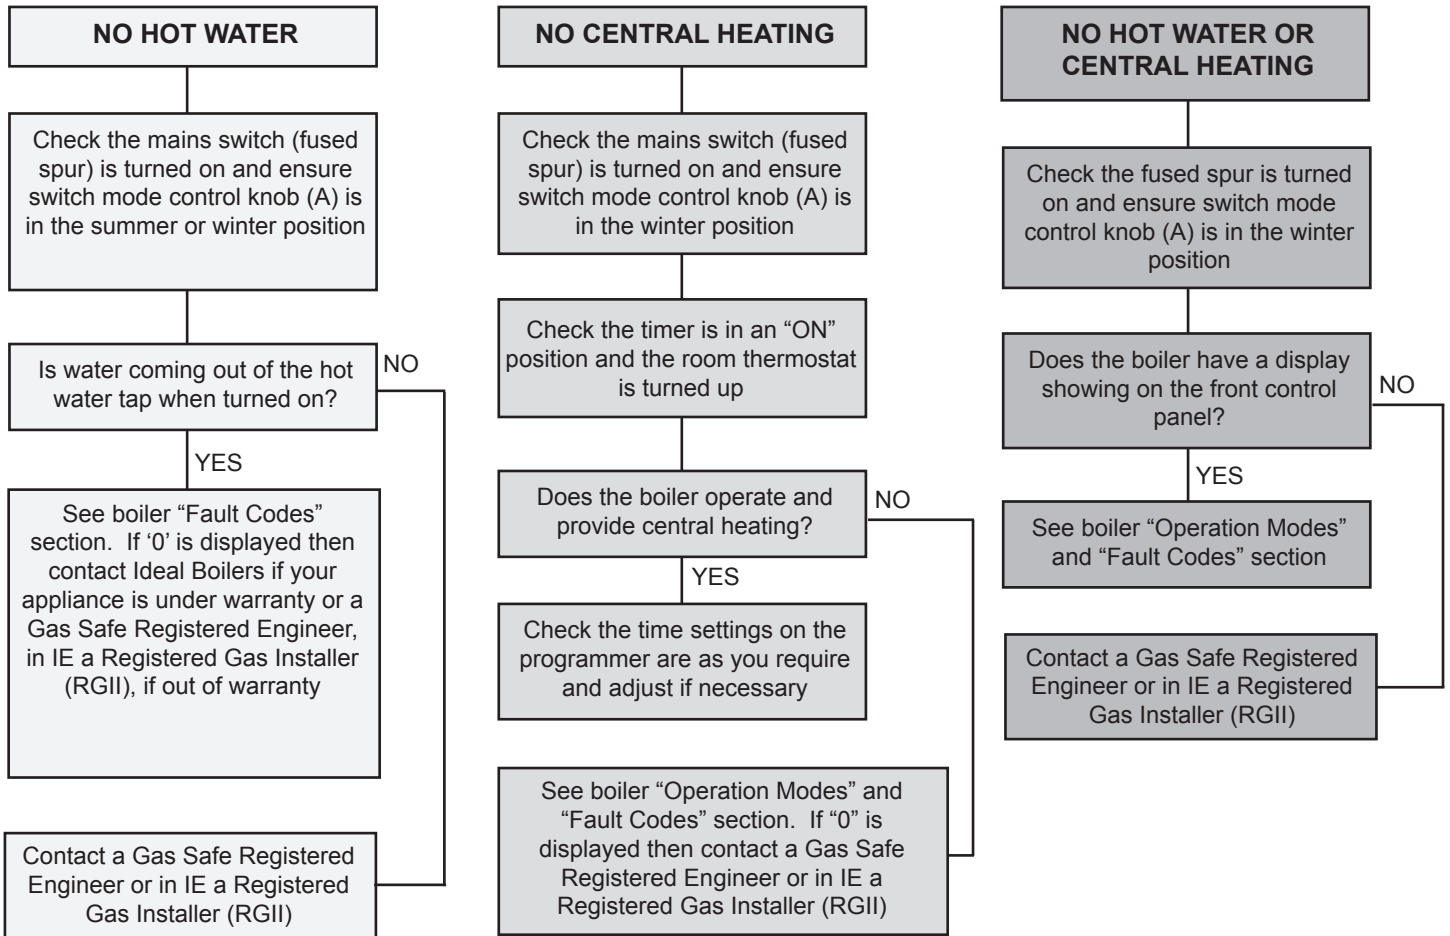 NO HOT WATER
Check the mains switch (fused
spur) is turned on and ensure
switch mode control knob (A) is
in the summer or winter position
Is water coming out of the hot
water tap when turned on?
NO
YES
See boiler “Fault Codes”
section.  If ‘0’ is displayed then
contact Ideal Boilers if your
appliance is under warranty or a
Gas Safe Registered Engineer,
in IE a Registered Gas Installer
(RGII), if out of warranty
Contact a Gas Safe Registered
Engineer or in IE a Registered
Gas Installer (RGII)
NO CENTRAL HEATING
Check the mains switch (fused
spur) is turned on and ensure
switch mode control knob (A) is
in the winter position
Check the timer is in an “ON”
position and the room thermostat
is turned up
Does the boiler operate and
provide central heating?
NO
YES
Check the time settings on the
programmer are as you require
and adjust if necessary
See boiler “Operation Modes” and
“Fault Codes” section.  If “0” is
displayed then contact a Gas Safe
Registered Engineer or in IE a
Registered Gas Installer (RGII)
NO HOT WATER OR
CENTRAL HEATING
Check the fused spur is turned
on and ensure switch mode
control knob (A) is in the winter
position
Does the boiler have a display
showing on the front control
panel?
NO
YES
See boiler “Operation Modes”
and “Fault Codes” section
Contact a Gas Safe Registered
Engineer or in IE a Registered
Gas Installer (RGII)